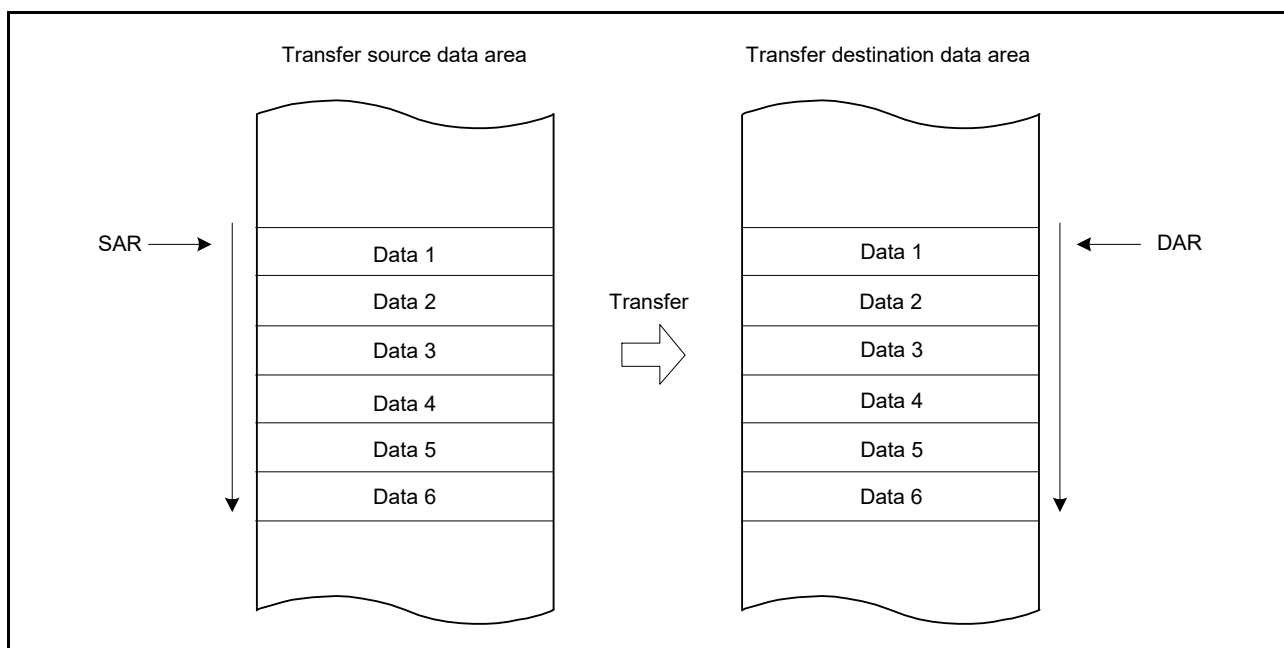 Transfer source data area
Transfer destination data area
SAR
Data 1
Data 2
Data 3
Data 4
Data 5
Data 6
Transfer
Data 1
Data 2
Data 3
Data 4
Data 5
Data 6
DAR